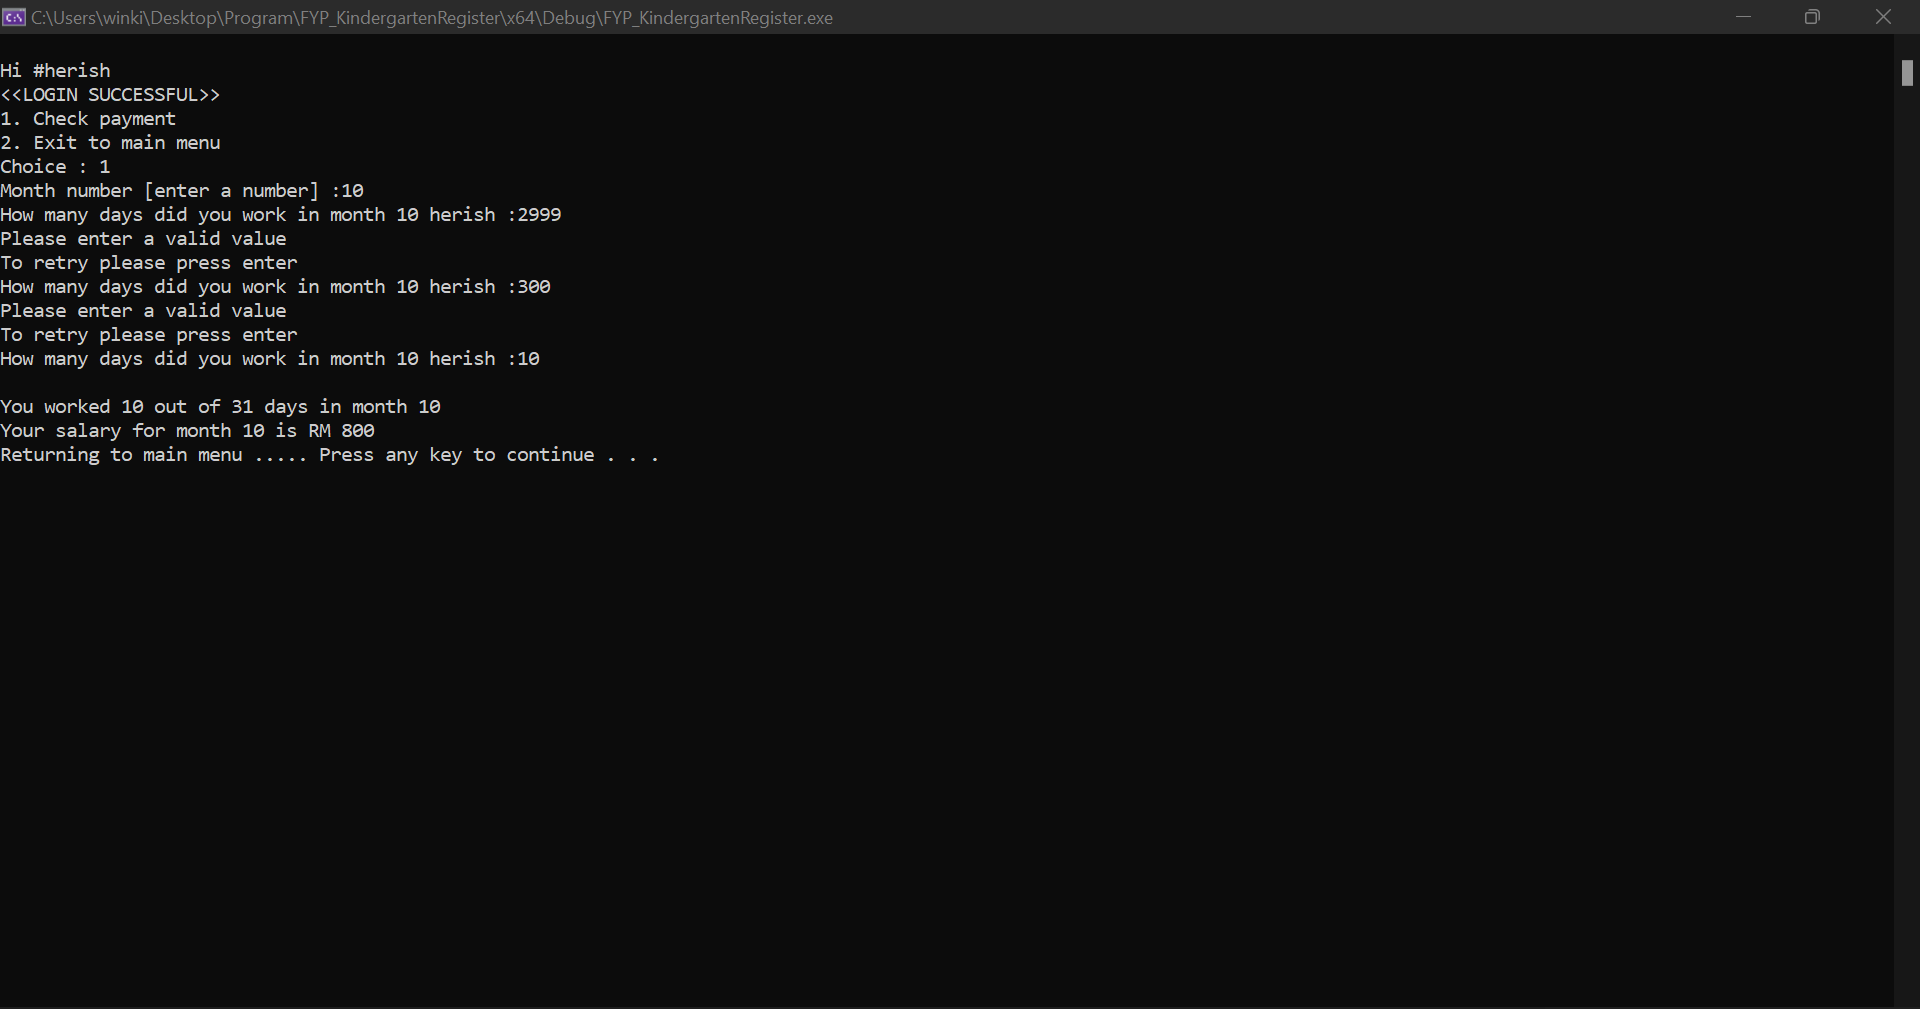 C:\Users\winki\Desktop\Program\FYP_KindergartenRegister\x64\Debug\FYP_KindergartenRegister.exe
Hi #herish
<<LOGIN SUCCESSFUL>>
1. Check payment
2. Exit to main menu
Choice : 1
Month number [enter a number] :10
How many days did you work in month 10 herish :2999
Please enter a valid value
To retry please press enter
How many days did you work in month 10 herish :300
Please enter a valid value
To retry please press enter
How many days did you work in month 10 herish :10
You worked 10 out of 31 days in month 10
Your salary for month 10 is RM 800
Returning to main menu ..... Press any key to continue . . .